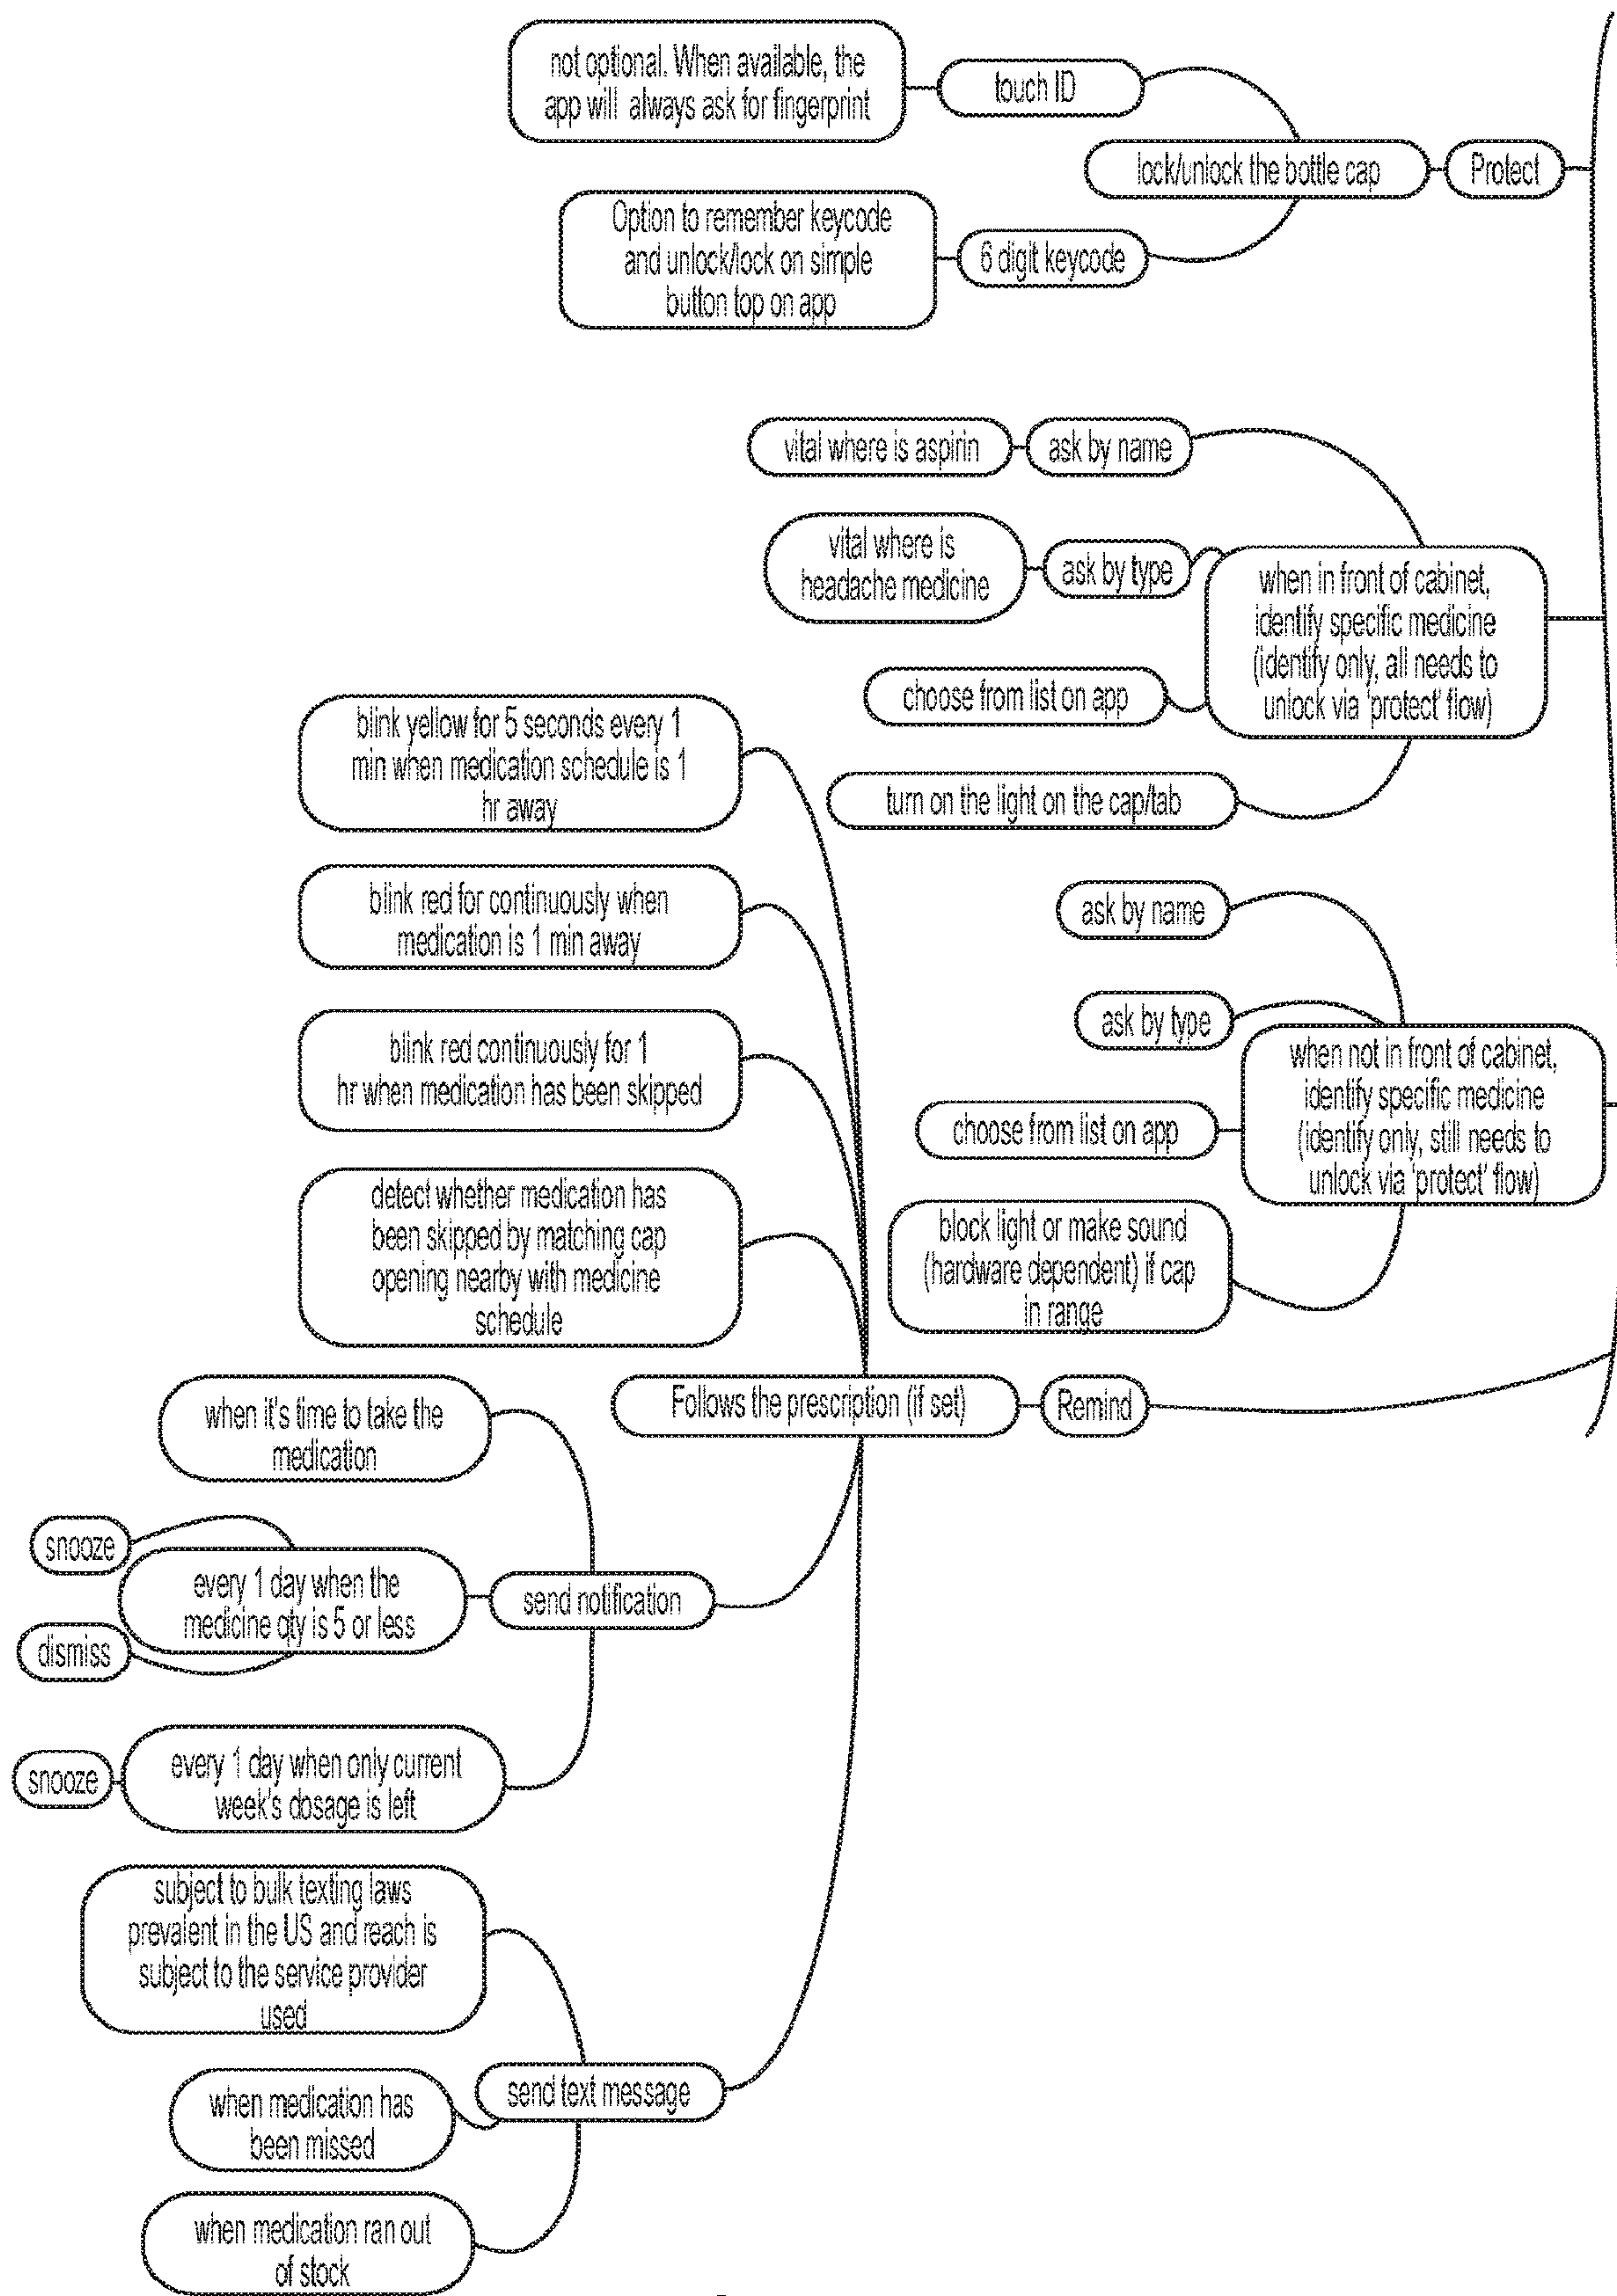 not optional. When available, the
app will always ask for fingerprint
touch ID
lock/unlock the bottle cap
Protect
Option to remember keycode
and unlock/lock on simple
button top on app
6 digit keycode
vital where is aspirin
ask by name
vital where is
headache medicine
ask by type
when in front of cabinet,
identify specific medicine
(identify only, all needs to
unlock via 'protect' flow)
choose from list on app
turn on the light on the cap/tab
blink yellow for 5 seconds every 1
min when medication schedule is 1
hr away
blink red for continuously when
medication is 1 min away
blink red continuously for 1
hr when medication has been skipped
detect whether medication has
been skipped by matching cap
opening nearby with medicine
schedule
ask by name
ask by type
when not in front of cabinet,
identify specific medicine
(identify only, still needs to
unlock via 'protect' flow)
choose from list on app
block light or make sound
(hardware dependent) if cap
in range
Follows the prescription (if set)
Remind
when it's time to take the
medication
snooze
every 1 day when the
medicine qty is 5 or less
dismiss
send notification
snooze
every 1 day when only current
week's dosage is left
subject to bulk texting laws
prevalent in the US and reach is
subject to the service provider
used
send text message
when medication has
been missed
when medication ran out
of stock